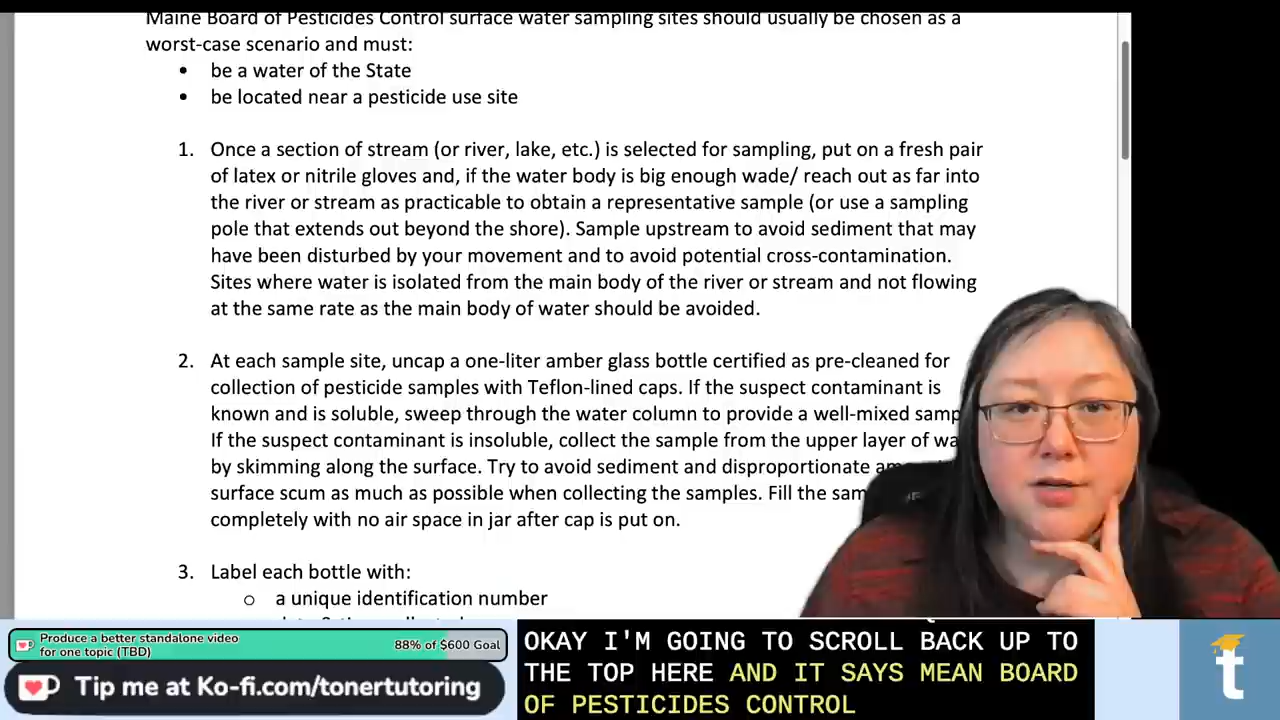 Maine Board of Pesticides Control surface water sampling sites should usually be chosen as a
worst-case scenario and must:
• be a water of the State
• be located near a pesticide use site
1. Once a section of stream (or river, lake, etc.) is selected for sampling, put on a fresh pair
of latex or nitrile gloves and, if the water body is big enough wade/ reach out as far into
the river or stream as practicable to obtain a representative sample (or use a sampling
pole that extends out beyond the shore). Sample upstream to avoid sediment that may
have been disturbed by your movement and to avoid potential cross-contamination.
Sites where water is isolated from the main body of the river or stream and not flowing
at the same rate as the main body of water should be avoided.
2. At each sample site, uncap a one-liter amber glass bottle certified as pre-cleaned for
collection of pesticide samples with Teflon-lined caps. If the suspect contaminant is
known and is soluble, sweep through the water column to provide a well-mixed samp
If the suspect contaminant is insoluble, collect the sample from the upper layer of wa
by skimming along the surface. Try to avoid sediment and disproportionate
surface scum as much as possible when collecting the samples. Fill the sam
completely with no air space in jar after cap is put on.
3. Label each bottle with:
o a unique identification number
Produce a better standalone video
for one topic (TBD)
88% of $600 Goal
Tip me at Ko-fi.com/tonertutoring
OKAY I'M GOING TO SCROLL BACK UP TO
THE TOP HERE AND IT SAYS MEAN BOARD
OF PESTICIDES CONTROL
t